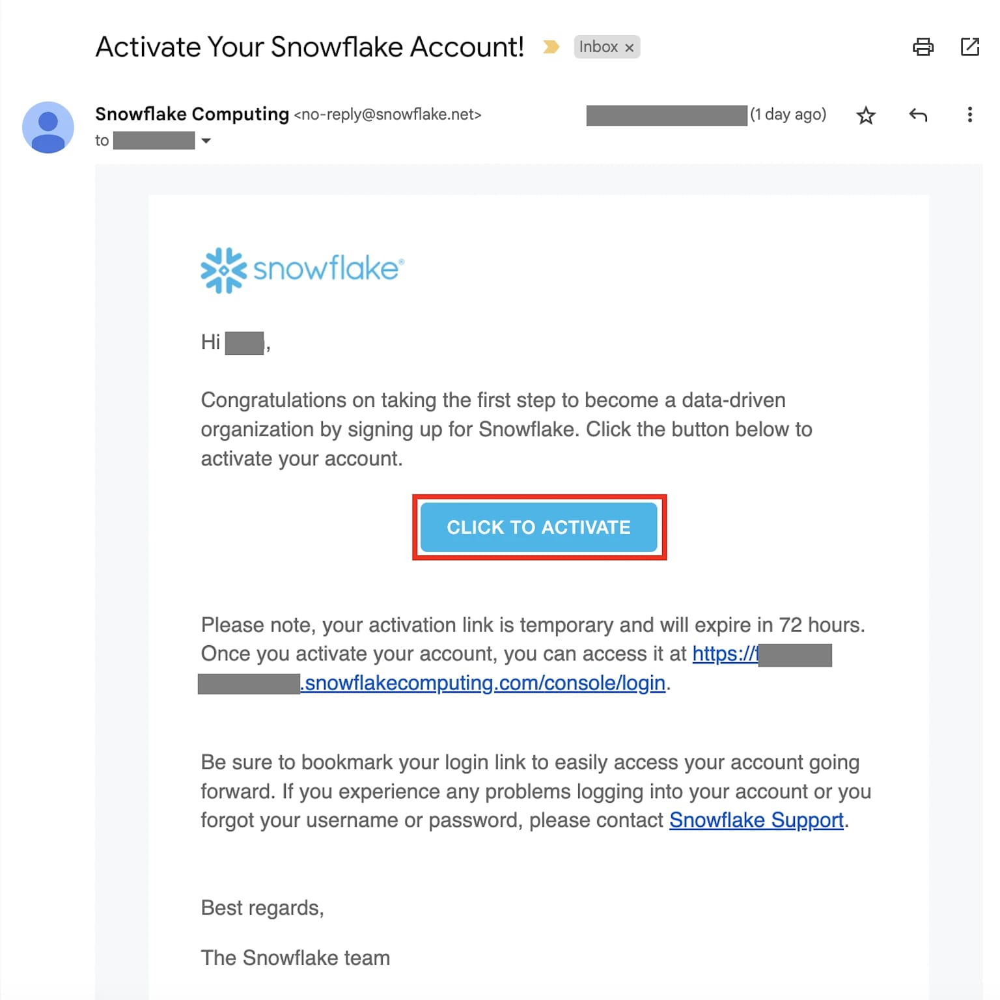 Activate Your Snowflake Account! Inbox ×
Snowflake Computing <no-reply@snowflake.net> (1 day ago)
to
snowflake®
Hi ,
Congratulations on taking the first step to become a data-driven
organization by signing up for Snowflake. Click the button below to
activate your account.
CLICK TO ACTIVATE
Please note, your activation link is temporary and will expire in 72 hours.
Once you activate your account, you can access it at https://
.snowflakecomputing.com/console/login.
Be sure to bookmark your login link to easily access your account going
forward. If you experience any problems logging into your account or you
forgot your username or password, please contact Snowflake Support.
Best regards,
The Snowflake team